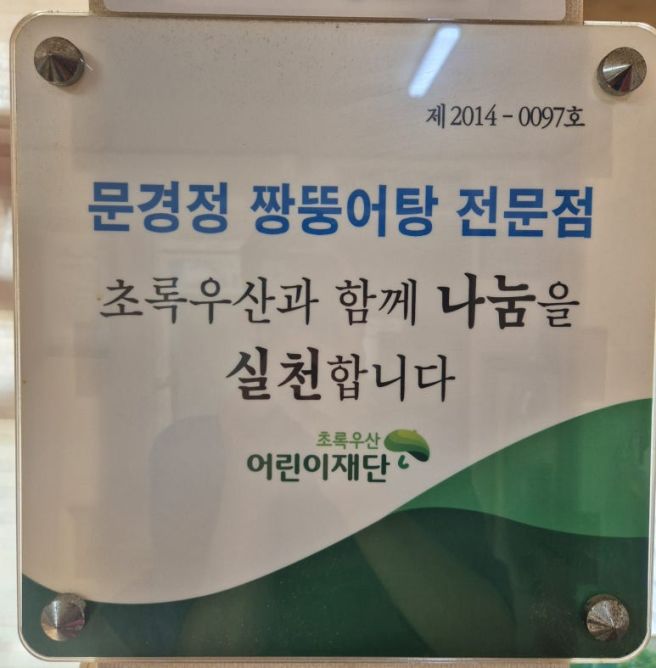 제 2014 - 0097호
문경정 짱뚱어탕 전문점
초록우산과 함께 나눔을
실천합니다
초록우산
어린이재단